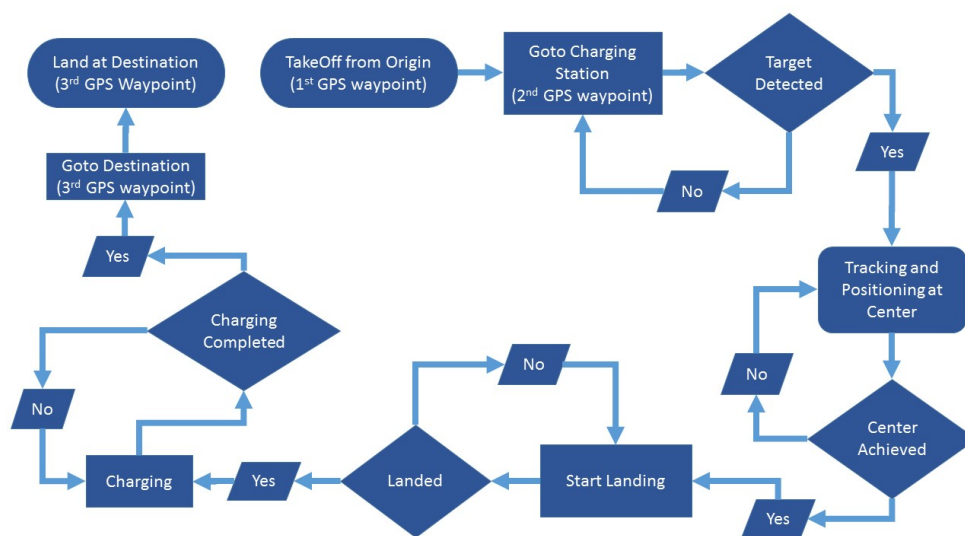 Land at Destination
(3rd GPS Waypoint)
TakeOff from Origin
(1st GPS waypoint)
Goto Charging
Station
(2nd GPS waypoint)
Target
Detected
Yes
No
Goto Destination
(3rd GPS waypoint)
Yes
Tracking and
Positioning at
Center
Charging
Completed
No
No
No
Center
Achieved
Charging
Yes
Landed
Start Landing
Yes